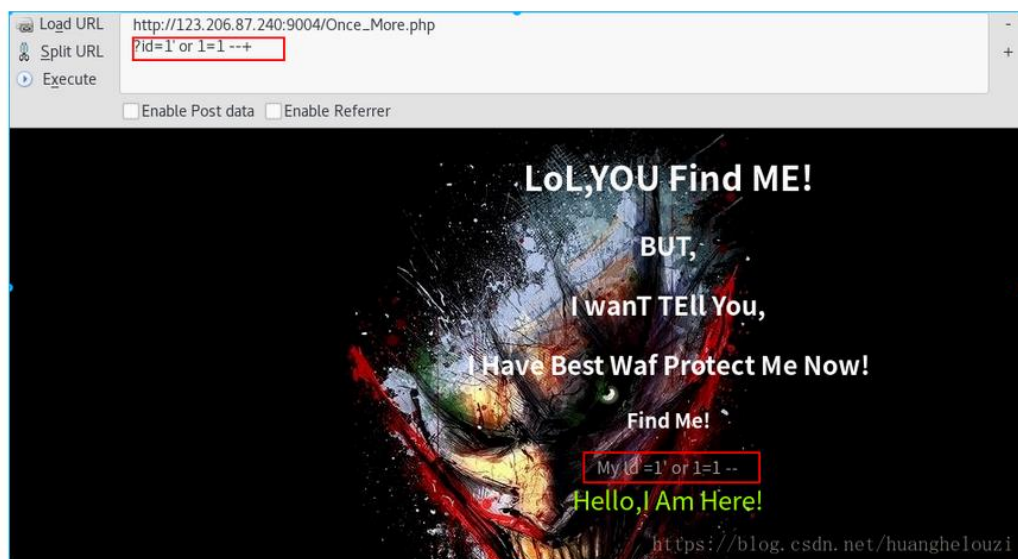 Load URL
http://123.206.87.240:9004/Once_More.php
Split URL
?id=1' or 1=1 --+
Execute
-
+
Enable Post data
Enable Referrer
LoL,YOU Find ME!
BUT,
I wanT TEll You,
I Have Best Waf Protect Me Now!
Find Me!
My Id =1' or 1=1 --
Hello,I Am Here!
https://blog.csdn.net/huanghelouzi